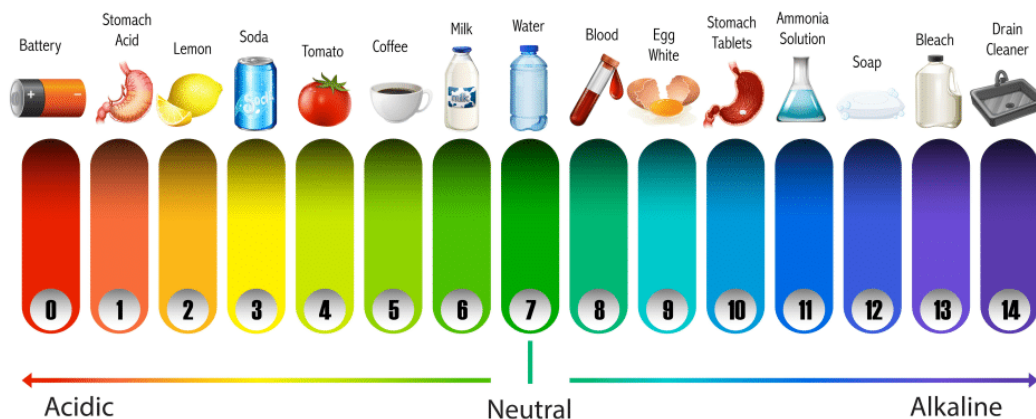 Battery
Stomach
Acid
Lemon
Soda
Tomato
Coffee
Milk
Water
Blood
Egg
White
Stomach
Tablets
Ammonia
Solution
Soap
Bleach
Drain
Cleaner
+
-
Soda
milk
0 1 2 3 4 5 6 7 8 9 10 11 12 13 14
Acidic
Neutral
Alkaline